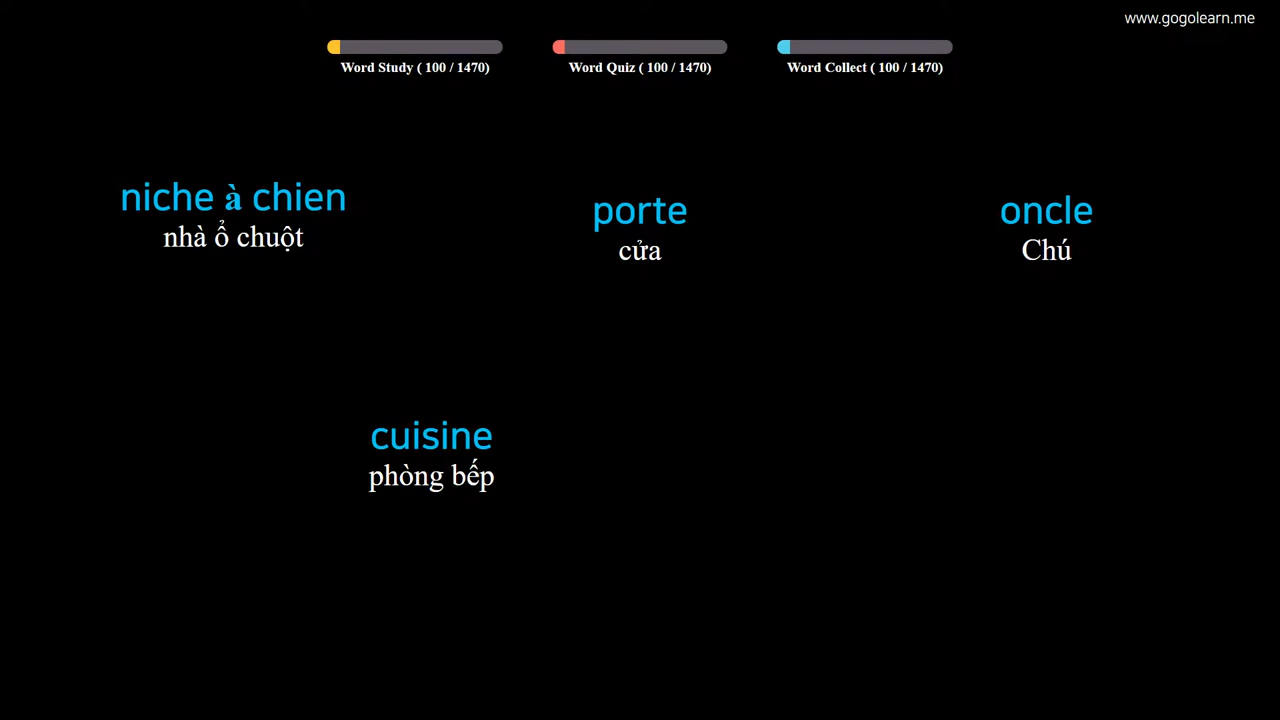 www.gogolearn.me
Word Study ( 100 / 1470)
Word Quiz ( 100 / 1470)
Word Collect ( 100 / 1470)
niche à chien
nhà ổ chuột
porte
cửa
oncle
Chú
cuisine
phòng bếp